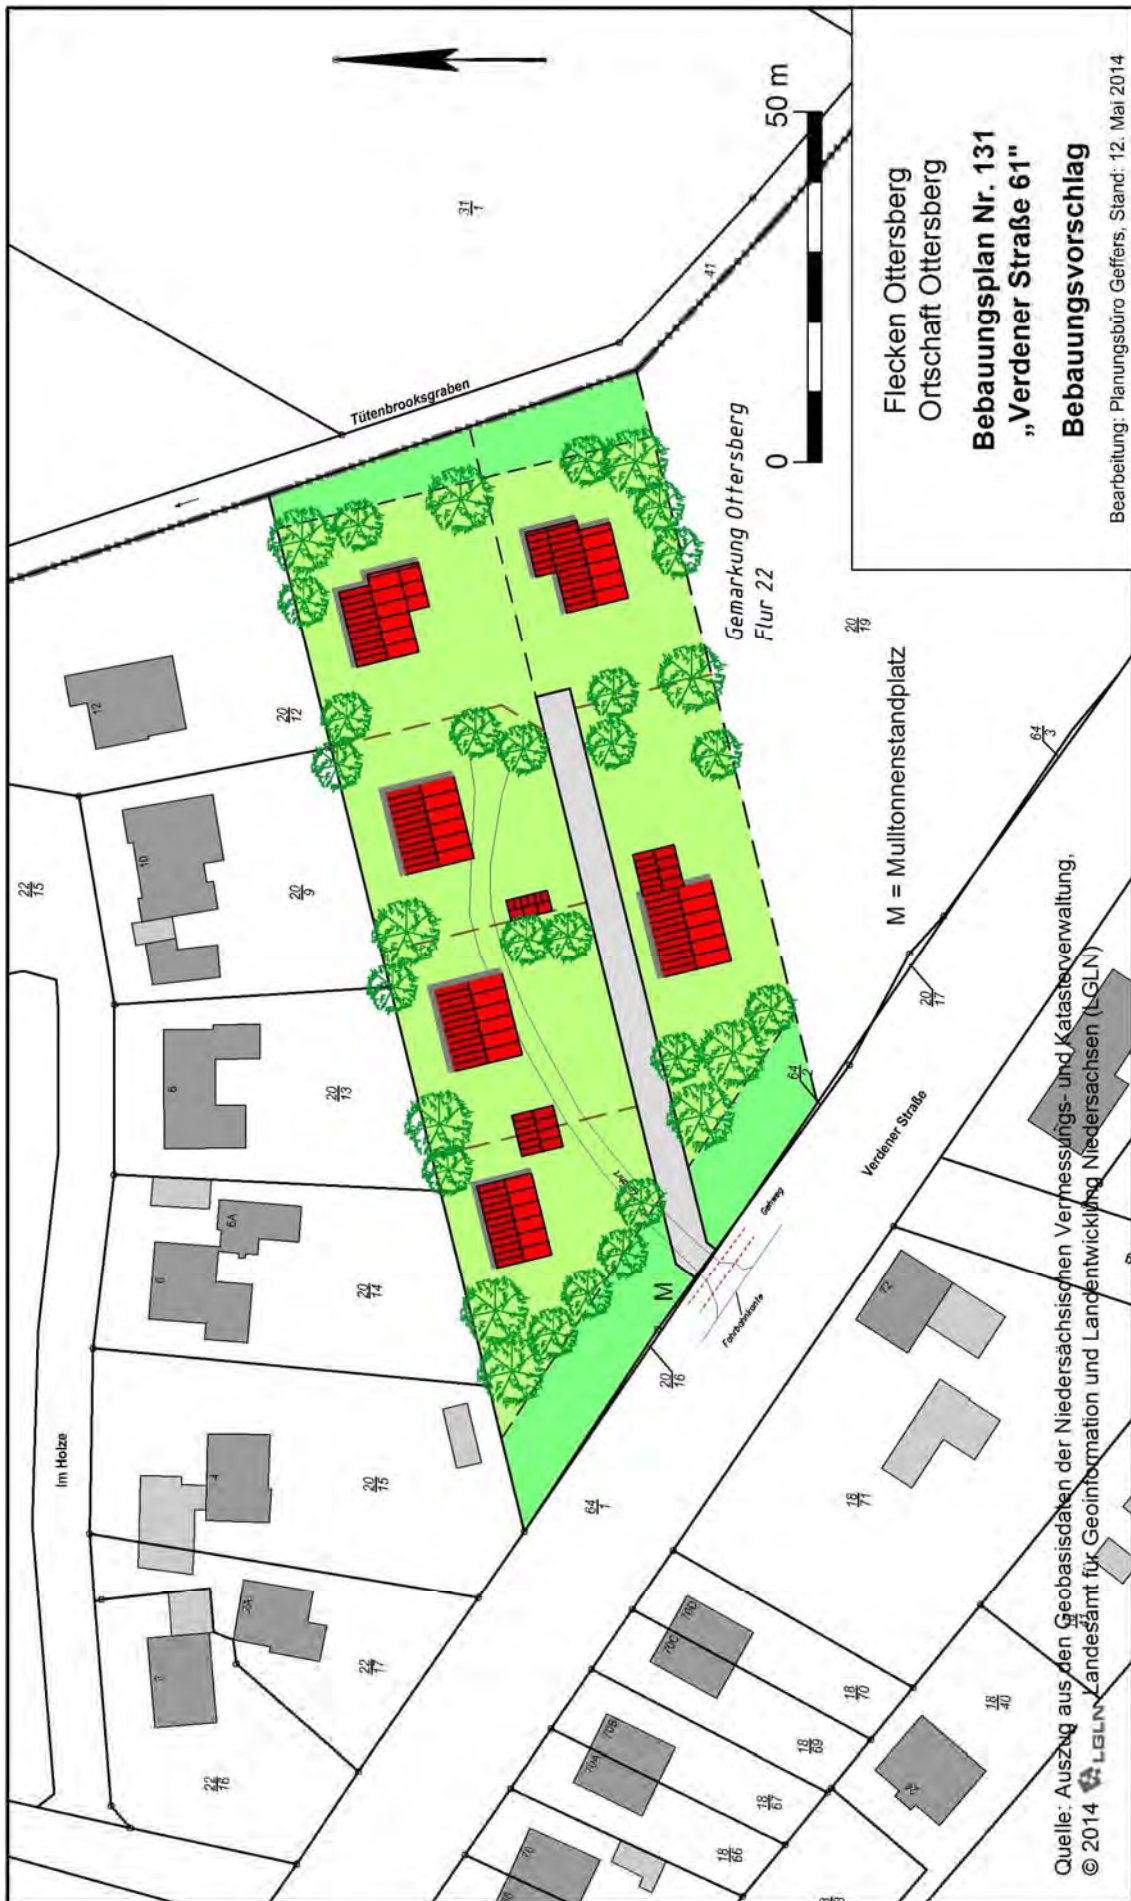 Flecken Ottersberg
Ortschaft Ottersberg
Bebauungsplan Nr. 131
„Verdener Straße 61"
Bebauungsvorschlag
Bearbeitung: Planungsbüro Geffers, Stand: 12. Mai 2014
0 50 m
Gemarkung Ottersberg
Flur 22
M = Mulltonnenstandplatz
Quelle: Auszug aus den Geobasisdaten der Niedersächsischen Vermessungs- und Katasterverwaltung,
© 2014 LGLN Landesamt für Geoinformation und Landentwicklung Niedersachsen (LGLN)
Tütenbrooksgraben
Im Holze
Verdener Straße
Gehweg
Fahrbahnkante
M
31/1
41
22/15
20/12
20/9
20/13
20/14
20/15
22/17
22/16
20/19
64/3
20/17
64/2
20/16
64/1
18/71
18/70
18/69
18/67
18/66
18/40
12
10
8
6
6A
4
2
2A
72
70D
70C
70B
70A
70